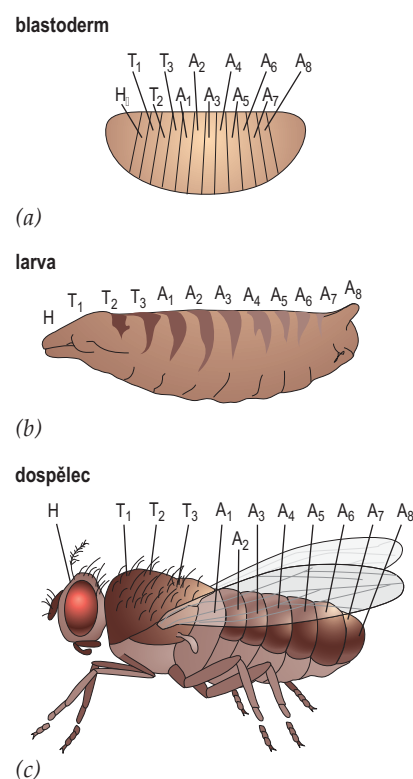 blastoderm
T₁ T₃ A₂ A₄ A₆ A₈
H▯ T₂ A₁ A₃ A₅ A₇
(a)
larva
H T₁ T₂ T₃ A₁ A₂ A₃ A₄ A₅ A₆ A₇ A₈
(b)
dospělec
H T₁ T₂ T₃ A₁ A₃ A₄ A₅ A₆ A₇ A₈
A₂
(c)